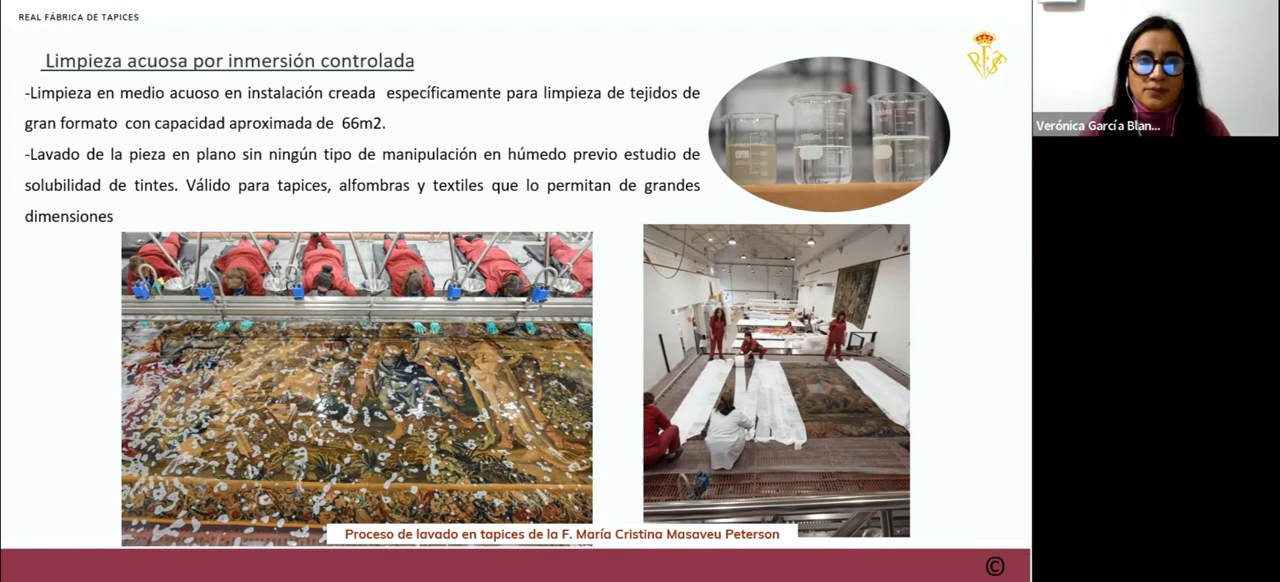 REAL FÁBRICA DE TAPICES
Limpieza acuosa por inmersión controlada
-Limpieza en medio acuoso en instalación creada específicamente para limpieza de tejidos de
gran formato con capacidad aproximada de 66m2.
-Lavado de la pieza en plano sin ningún tipo de manipulación en húmedo previo estudio de
solubilidad de tintes. Válido para tapices, alfombras y textiles que lo permitan de grandes
dimensiones
Proceso de lavado en tapices de la F. María Cristina Masaveu Peterson
©
Verónica García Blan...